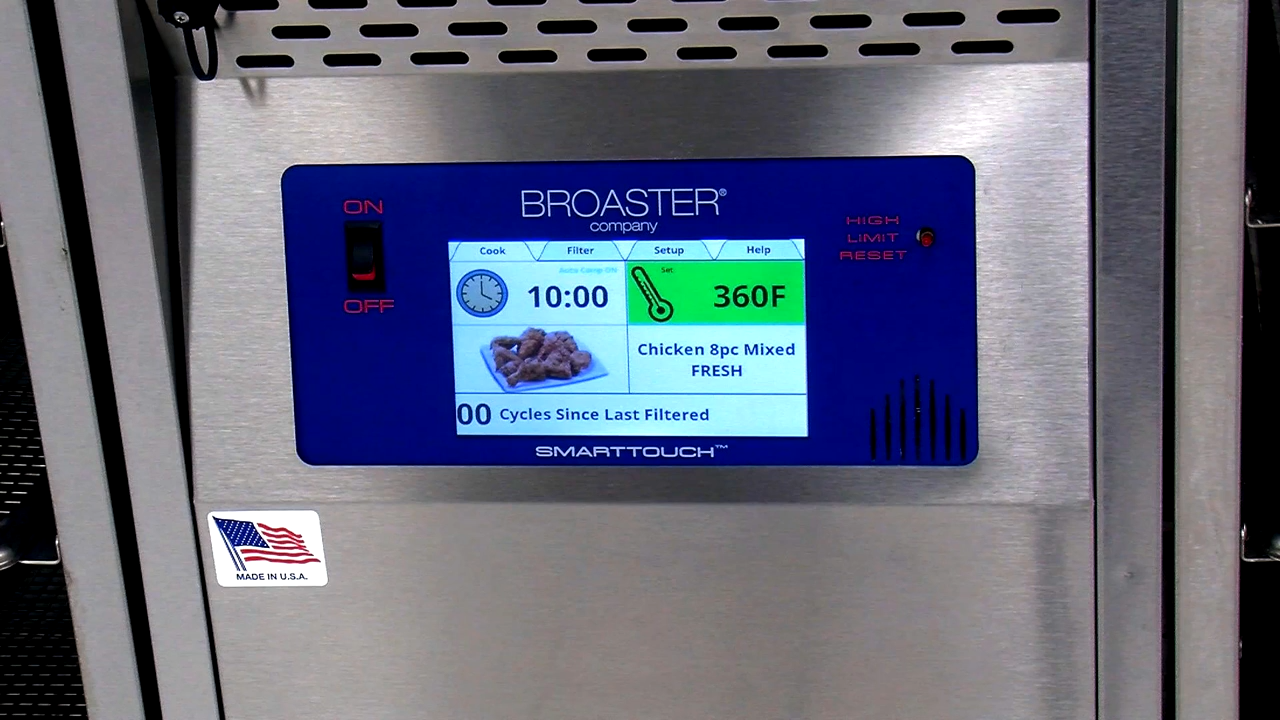 ON
OFF
BROASTER®
company
HIGH
LIMIT
RESET
Cook
Filter
Setup
Help
Auto Comp ON
10:00
Set
360F
Chicken 8pc Mixed
FRESH
00 Cycles Since Last Filtered
SMARTTOUCH™
MADE IN U.S.A.